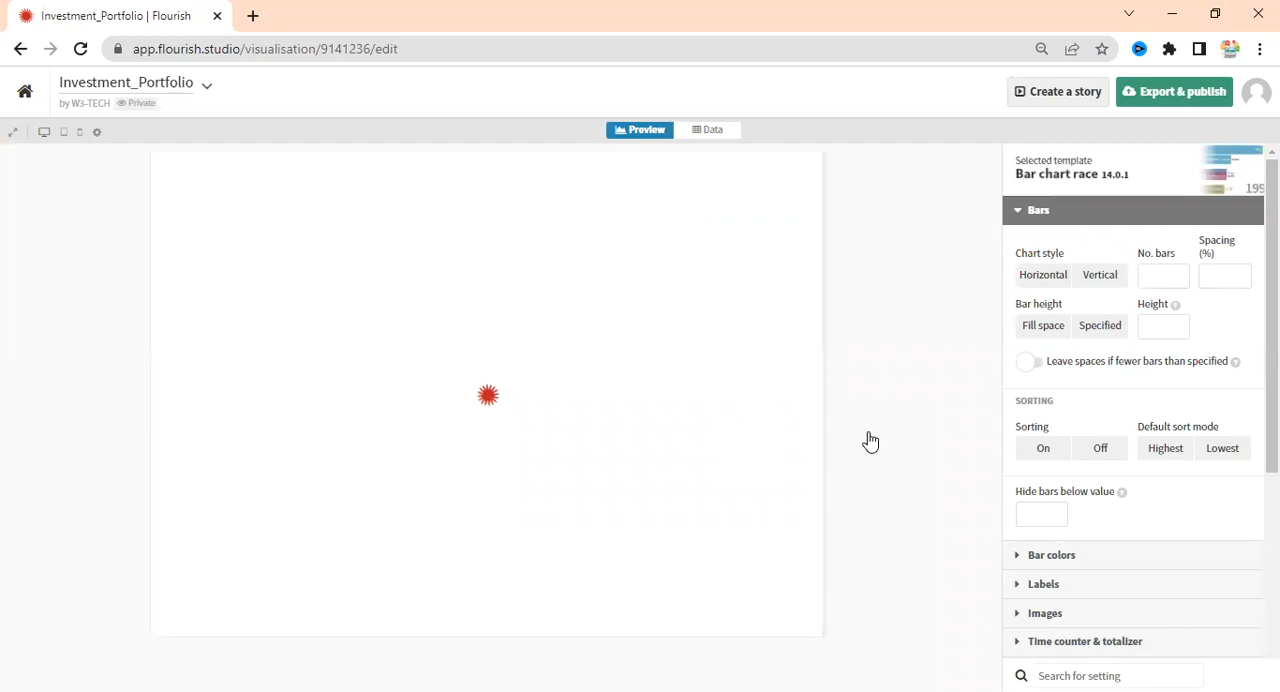 Investment_Portfolio | Flourish
app.flourish.studio/visualisation/9141236/edit
Investment_Portfolio
by W3-TECH Private
Create a story
Export & publish
Preview
Data
Selected template
Bar chart race 14.0.1
Bars
Chart style
No. bars
Spacing (%)
Horizontal Vertical
Bar height
Height
Fill space Specified
Leave spaces if fewer bars than specified
SORTING
Sorting
Default sort mode
On Off
Highest Lowest
Hide bars below value
Bar colors
Labels
Images
Time counter & totalizer
Search for setting